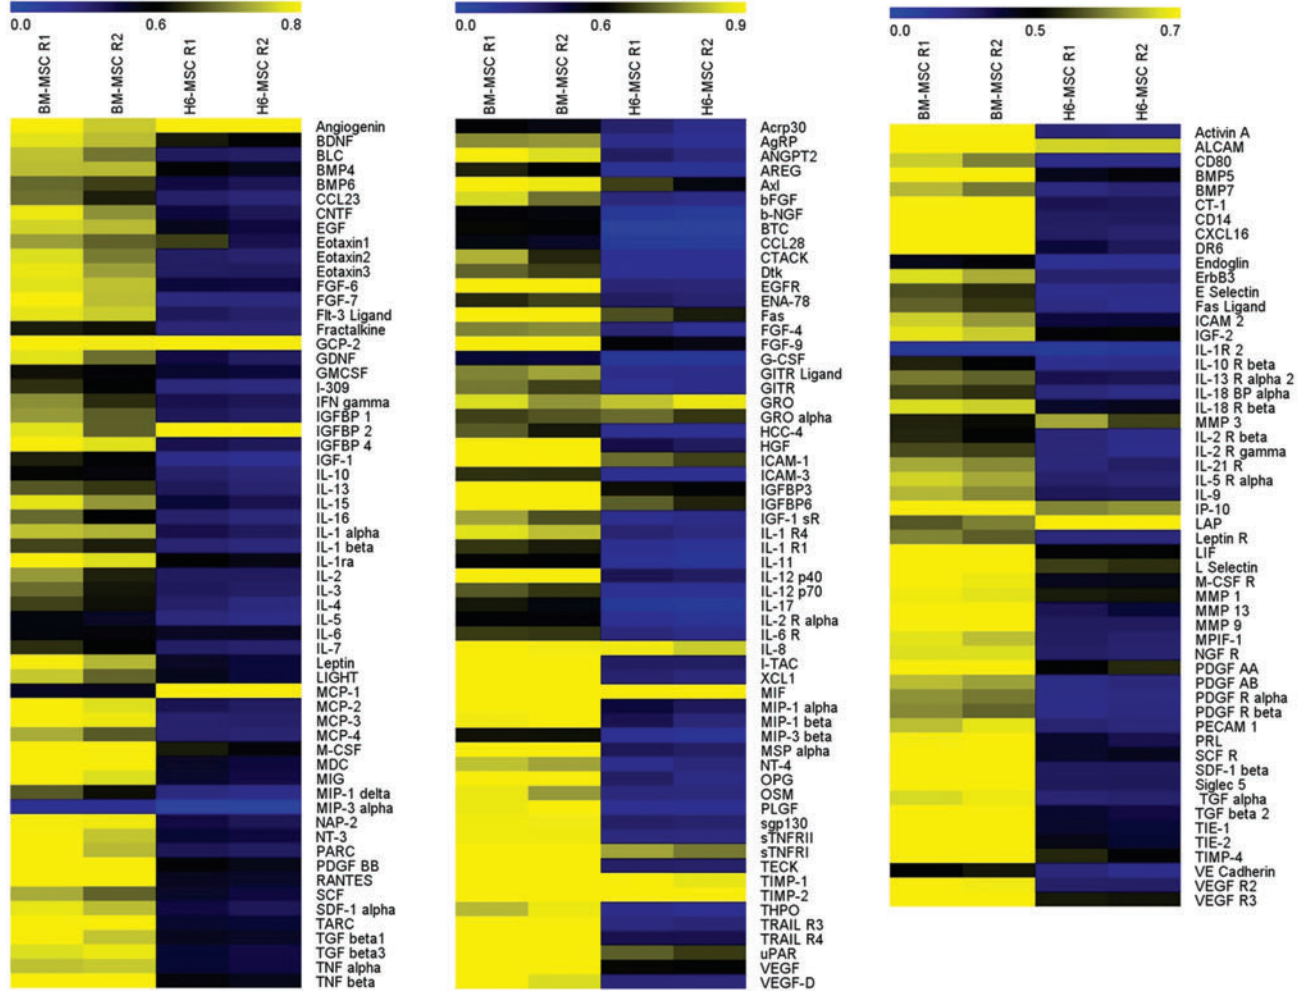 0.0 0.6 0.8
BM-MSC R1
BM-MSC R2
H6-MSC R1
H6-MSC R2
Angiogenin
BDNF
BLC
BMP4
BMP6
CCL23
CNTF
EGF
Eotaxin1
Eotaxin2
Eotaxin3
FGF-6
FGF-7
Flt-3 Ligand
Fractalkine
GCP-2
GDNF
GMCSF
I-309
IFN gamma
IGFBP 1
IGFBP 2
IGFBP 4
IGF-1
IL-10
IL-13
IL-15
IL-16
IL-1 alpha
IL-1 beta
IL-1ra
IL-2
IL-3
IL-4
IL-5
IL-6
IL-7
Leptin
LIGHT
MCP-1
MCP-2
MCP-3
MCP-4
M-CSF
MDC
MIG
MIP-1 delta
MIP-3 alpha
NAP-2
NT-3
PARC
PDGF BB
RANTES
SCF
SDF-1 alpha
TARC
TGF beta1
TGF beta3
TNF alpha
TNF beta
0.0 0.6 0.9
BM-MSC R1
BM-MSC R2
H6-MSC R1
H6-MSC R2
Acrp30
AgRP
ANGPT2
AREG
Axl
bFGF
b-NGF
BTC
CCL28
CTACK
Dtk
EGFR
ENA-78
Fas
FGF-4
FGF-9
G-CSF
GITR Ligand
GITR
GRO
GRO alpha
HCC-4
HGF
ICAM-1
ICAM-3
IGFBP3
IGFBP6
IGF-1 sR
IL-1 R4
IL-1 R1
IL-11
IL-12 p40
IL-12 p70
IL-17
IL-2 R alpha
IL-6 R
IL-8
I-TAC
XCL1
MIF
MIP-1 alpha
MIP-1 beta
MIP-3 beta
MSP alpha
NT-4
OPG
OSM
PLGF
sgp130
sTNFRII
sTNFRI
TECK
TIMP-1
TIMP-2
THPO
TRAIL R3
TRAIL R4
uPAR
VEGF
VEGF-D
0.0 0.5 0.7
BM-MSC R1
BM-MSC R2
H6-MSC R1
H6-MSC R2
Activin A
ALCAM
CD80
BMP5
BMP7
CT-1
CD14
CXCL16
DR6
Endoglin
ErbB3
E Selectin
Fas Ligand
ICAM 2
IGF-2
IL-1R 2
IL-10 R beta
IL-13 R alpha 2
IL-18 BP alpha
IL-18 R beta
MMP 3
IL-2 R beta
IL-2 R gamma
IL-21 R
IL-5 R alpha
IL-9
IP-10
LAP
Leptin R
LIF
L Selectin
M-CSF R
MMP 1
MMP 13
MMP 9
MPIF-1
NGF R
PDGF AA
PDGF AB
PDGF R alpha
PDGF R beta
PECAM 1
PRL
SCF R
SDF-1 beta
Siglec 5
TGF alpha
TGF beta 2
TIE-1
TIE-2
TIMP-4
VE Cadherin
VEGF R2
VEGF R3